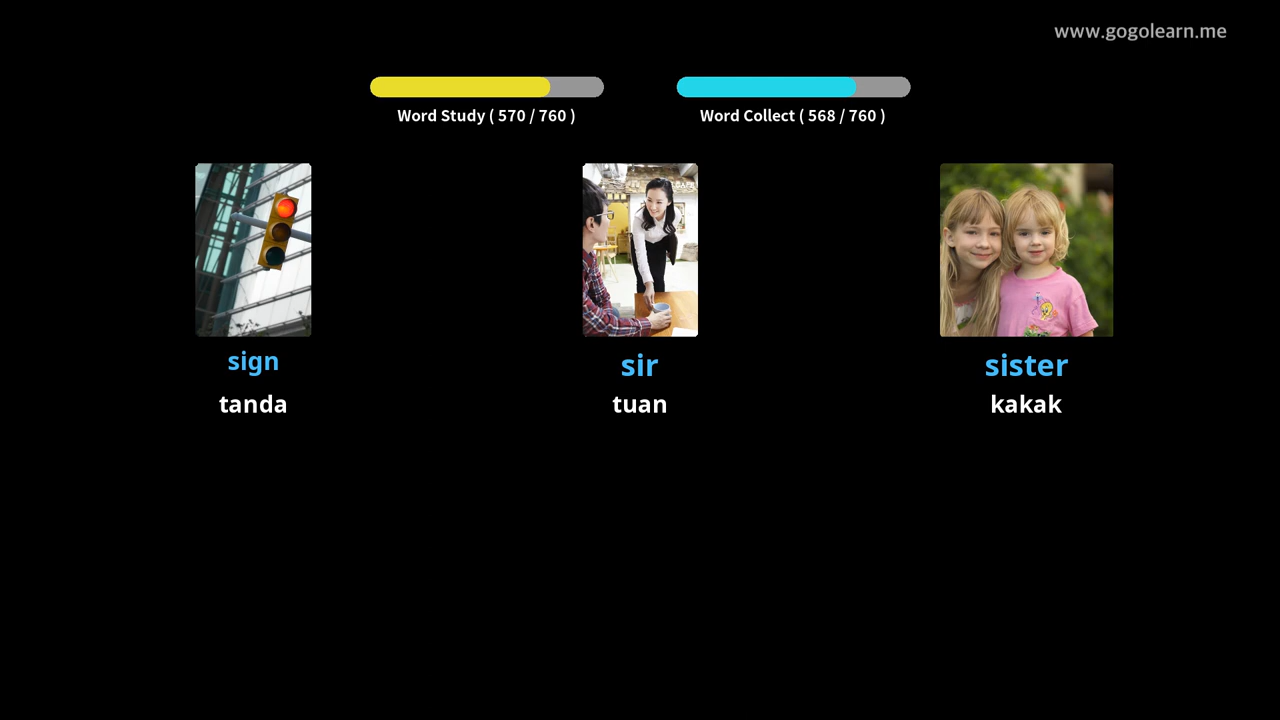 www.gogolearn.me
Word Study ( 570 / 760 )
Word Collect ( 568 / 760 )
sign
sir
sister
tanda
tuan
kakak